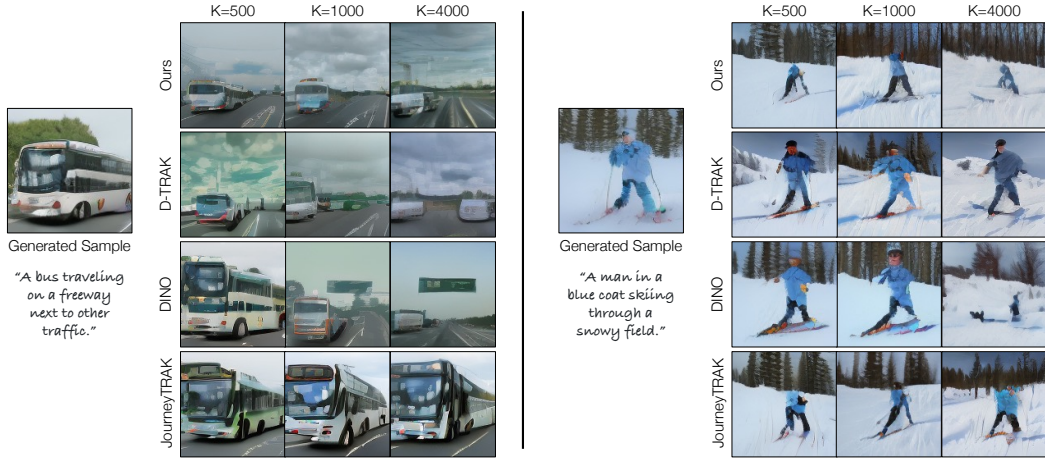 K=500 K=1000 K=4000
Ours
D-TRAK
DINO
JourneyTRAK
Generated Sample
"A bus traveling
on a freeway
next to other
traffic."
K=500 K=1000 K=4000
Ours
D-TRAK
DINO
JourneyTRAK
Generated Sample
"A man in a
blue coat skiing
through a
snowy field."